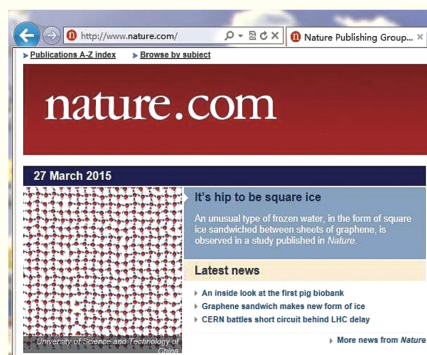 http://www.nature.com/
Nature Publishing Group...
Publications A-Z index
Browse by subject
nature.com
27 March 2015
It's hip to be square ice
An unusual type of frozen water, in the form of square
ice sandwiched between sheets of graphene, is
observed in a study published in Nature.
University of Science and Technology of
China
Latest news
An inside look at the first pig biobank
Graphene sandwich makes new form of ice
CERN battles short circuit behind LHC delay
More news from Nature